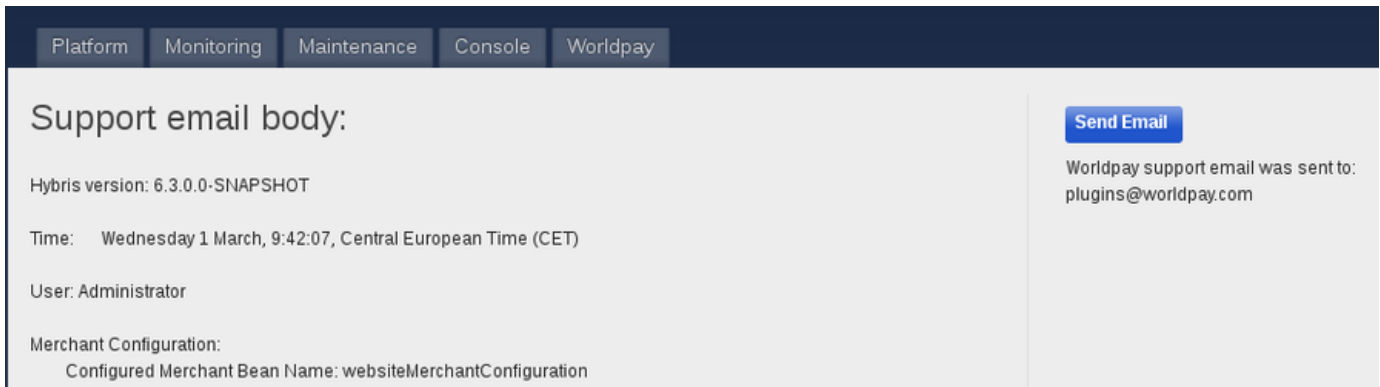 Platform Monitoring Maintenance Console Worldpay
Support email body:
Hybris version: 6.3.0.0-SNAPSHOT
Time: Wednesday 1 March, 9:42:07, Central European Time (CET)
User: Administrator
Merchant Configuration:
Configured Merchant Bean Name: websiteMerchantConfiguration
Send Email
Worldpay support email was sent to:
plugins@worldpay.com